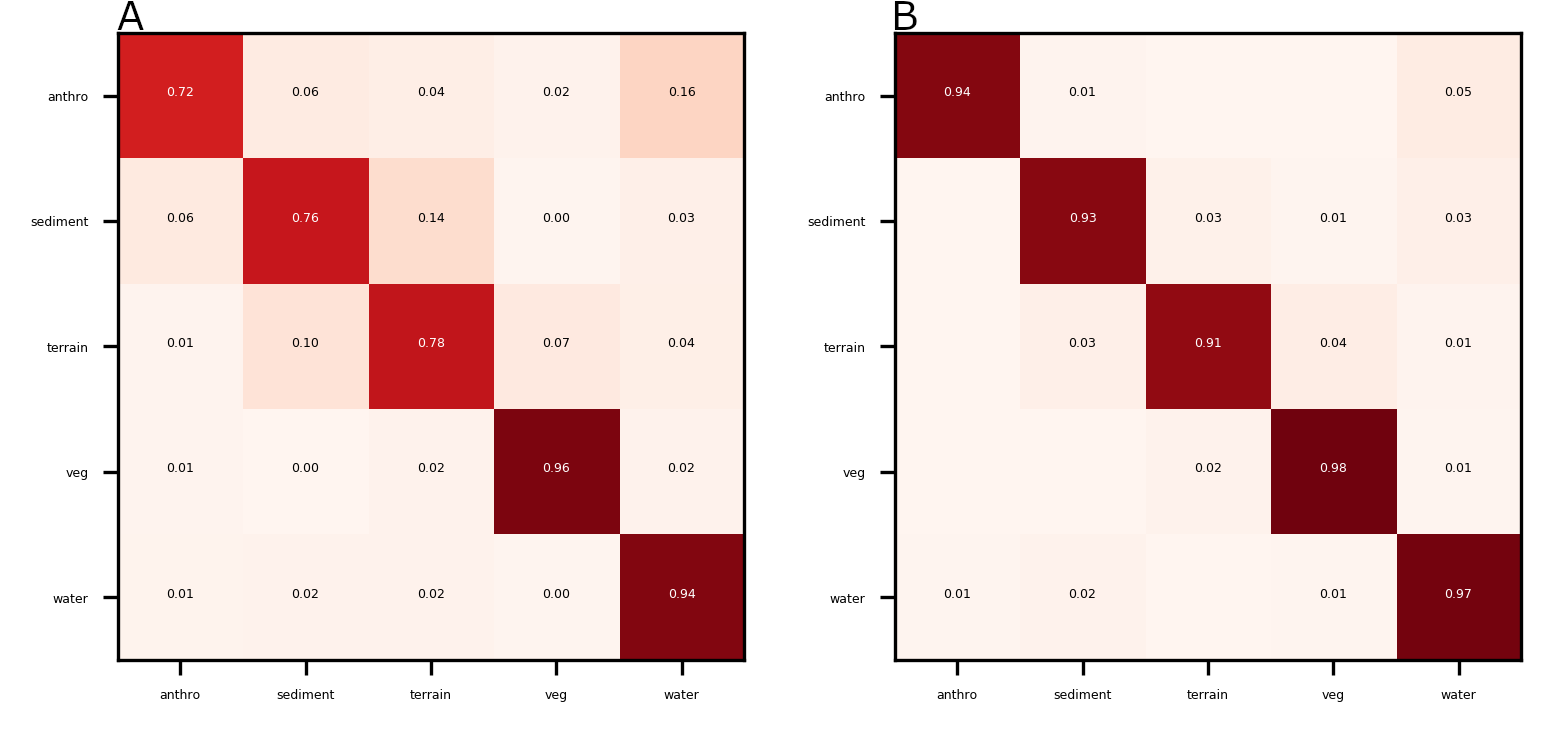 A B
anthro 0.72 0.06 0.04 0.02 0.16
sediment 0.06 0.76 0.14 0.00 0.03
terrain 0.01 0.10 0.78 0.07 0.04
veg 0.01 0.00 0.02 0.96 0.02
water 0.01 0.02 0.02 0.00 0.94
anthro sediment terrain veg water
anthro 0.94 0.01 0.05
sediment 0.93 0.03 0.01 0.03
terrain 0.03 0.91 0.04 0.01
veg 0.02 0.98 0.01
water 0.01 0.02 0.01 0.97
anthro sediment terrain veg water